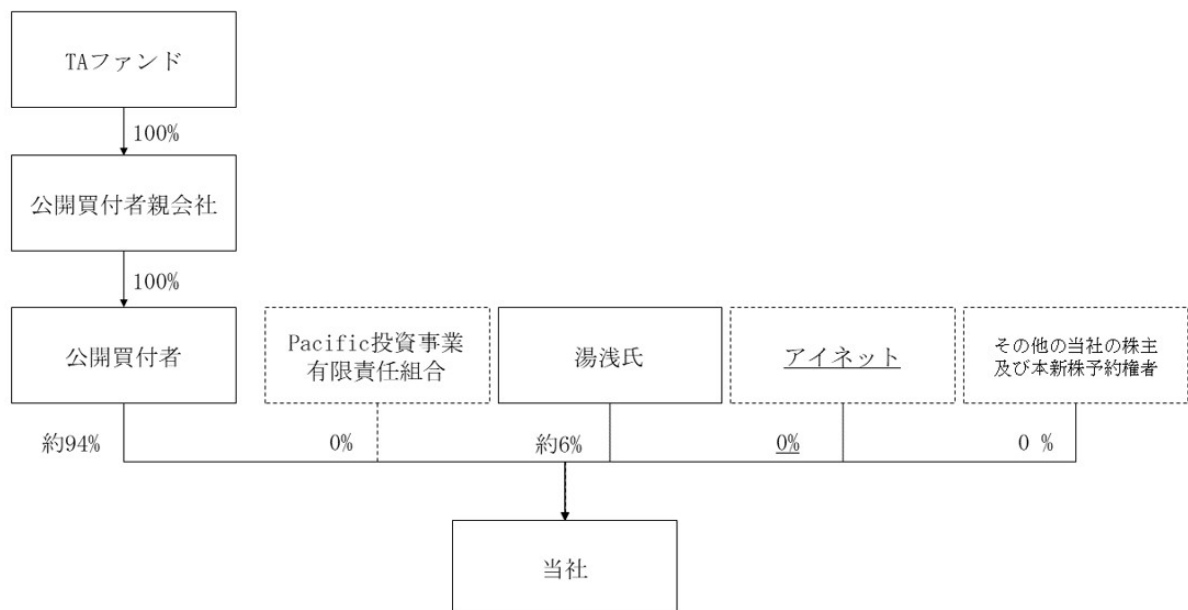 TAファンド
100%
公開買付者親会社
100%
公開買付者
Pacific投資事業
有限責任組合
湯浅氏
アイネット
その他の当社の株主
及び本新株予約権者
約94%
0%
約6%
0%
0 %
当社